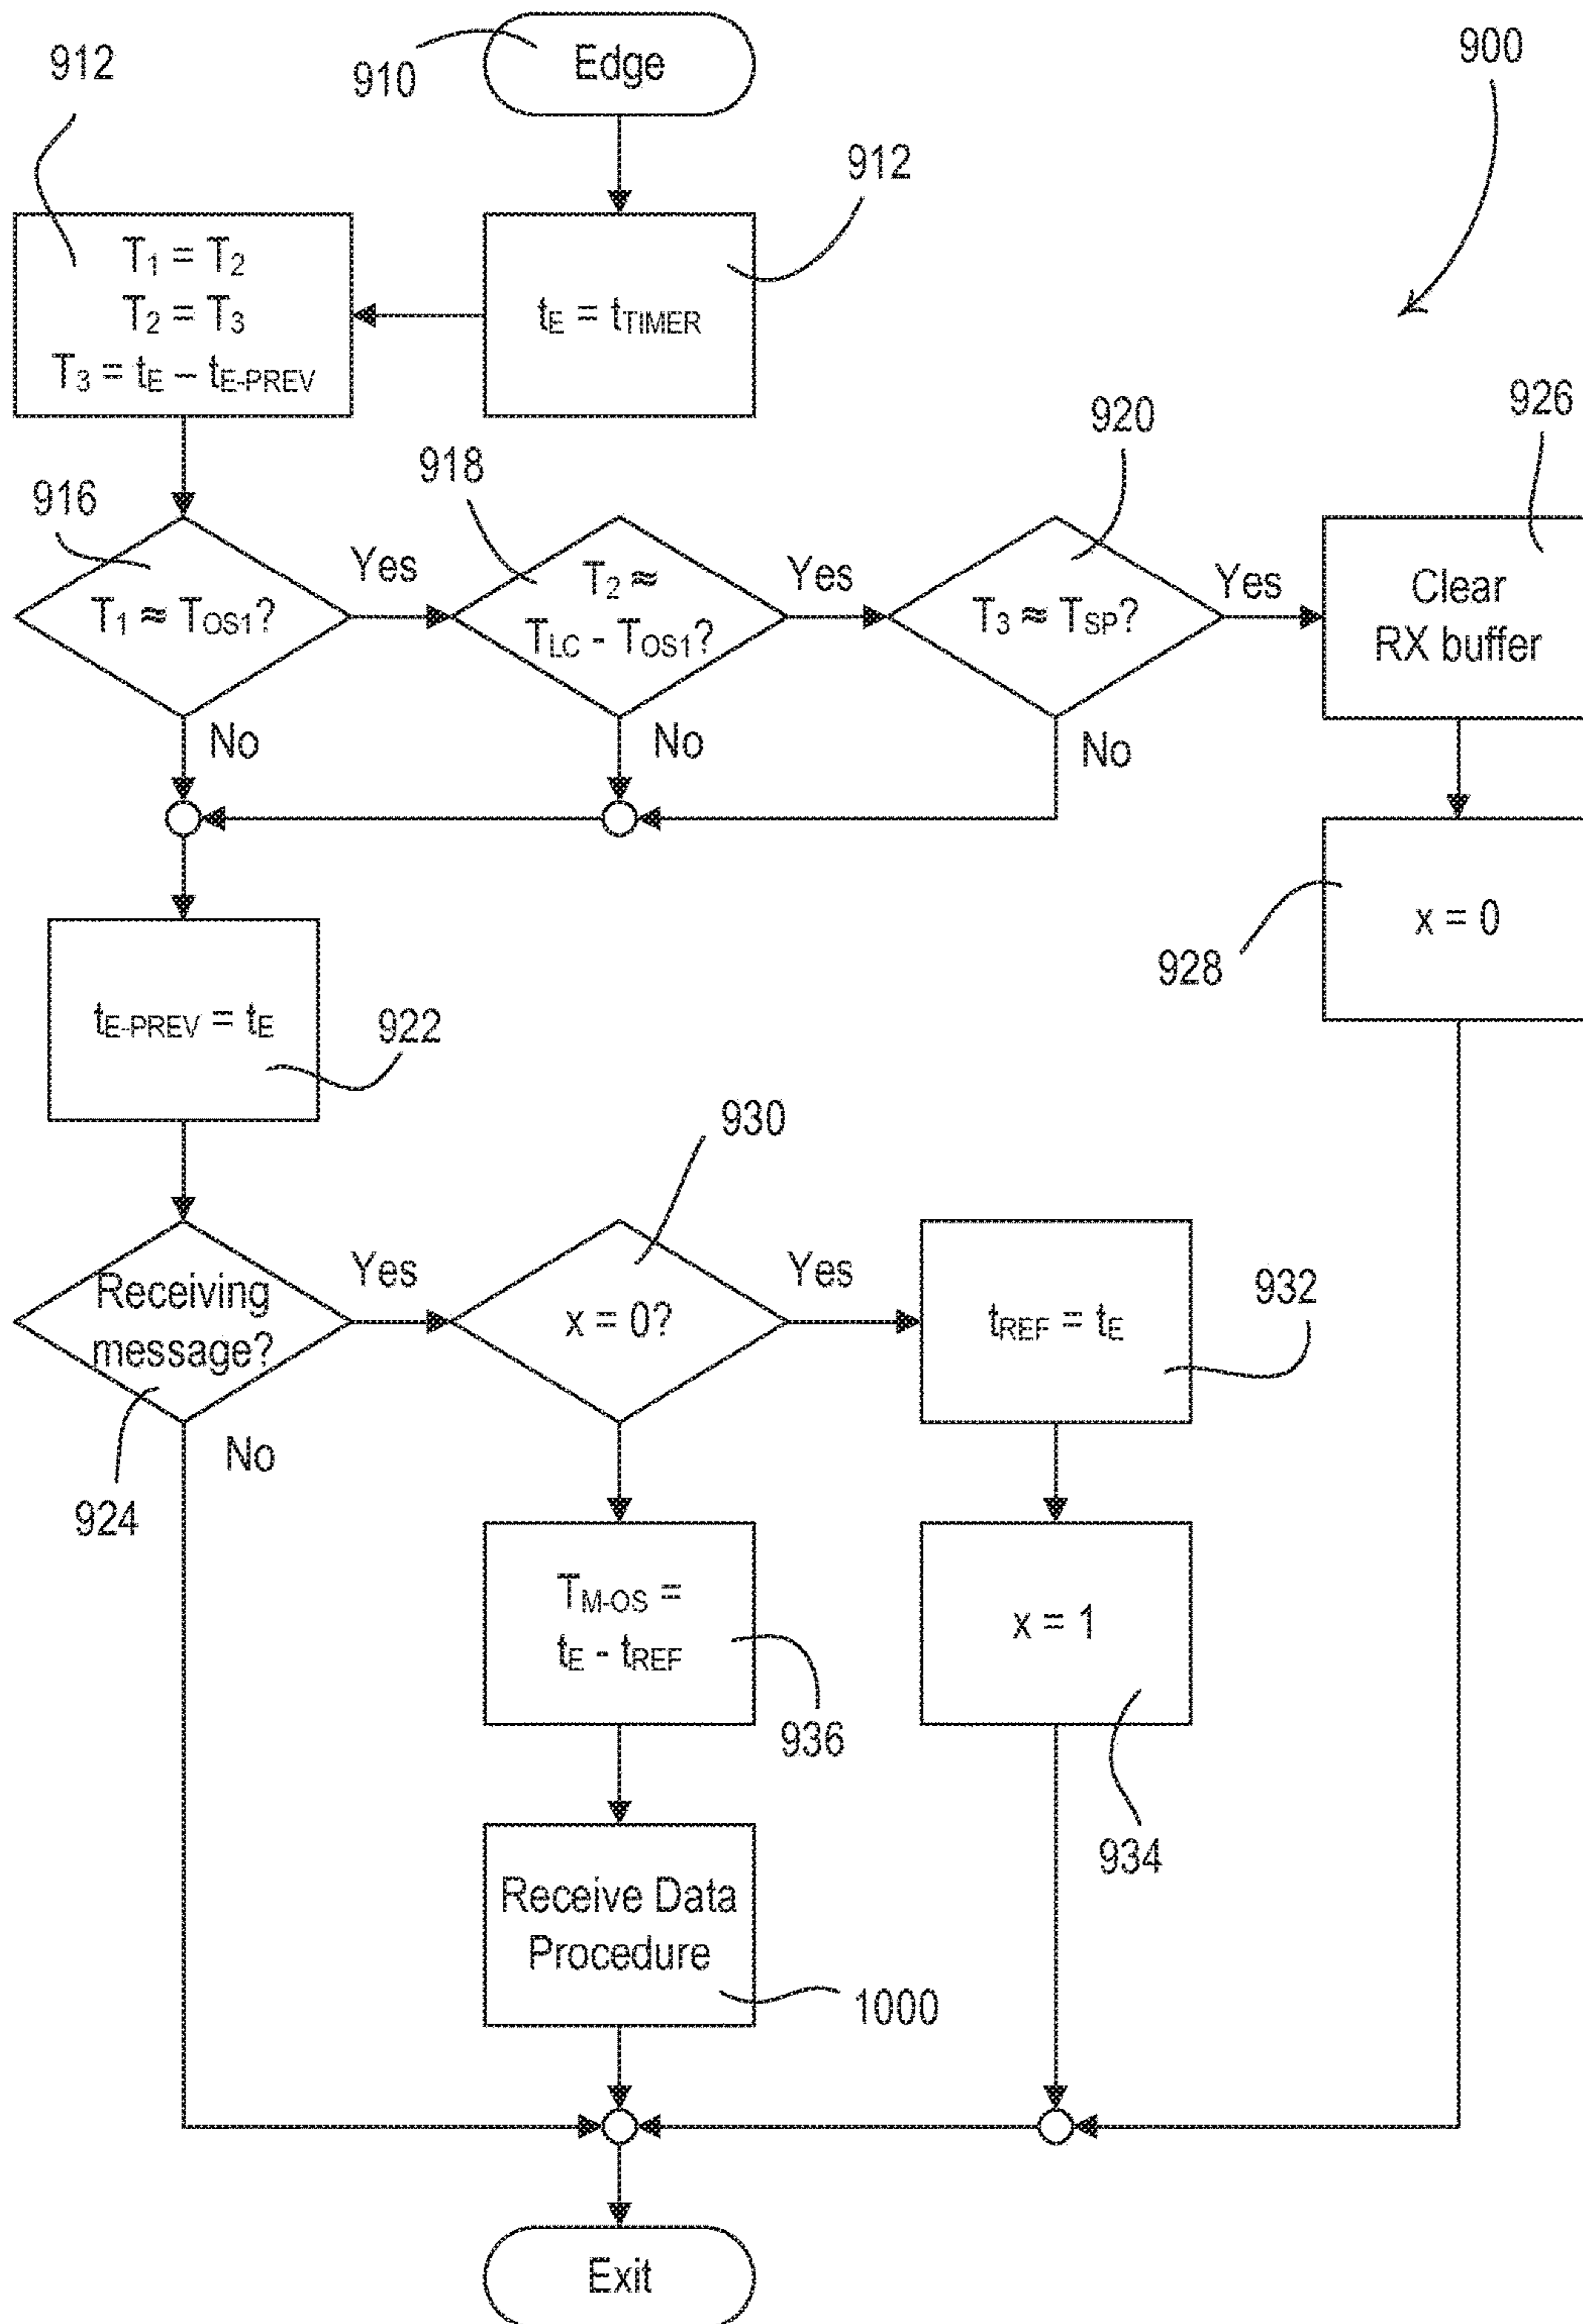 910
Edge
900
912
912
T1 = T2
T2 = T3
T3 = tE – tE-PREV
tE = tTIMER
916
918
920
926
T1 ≈ TOS1?
Yes
T2 ≈
TLC - TOS1?
Yes
T3 ≈ TSP?
Yes
Clear
RX buffer
No
No
No
928
x = 0
tE-PREV = tE
922
930
Receiving
message?
Yes
x = 0?
Yes
tREF = tE
932
924
No
TM-OS =
tE - tREF
936
x = 1
934
Receive Data
Procedure
1000
Exit